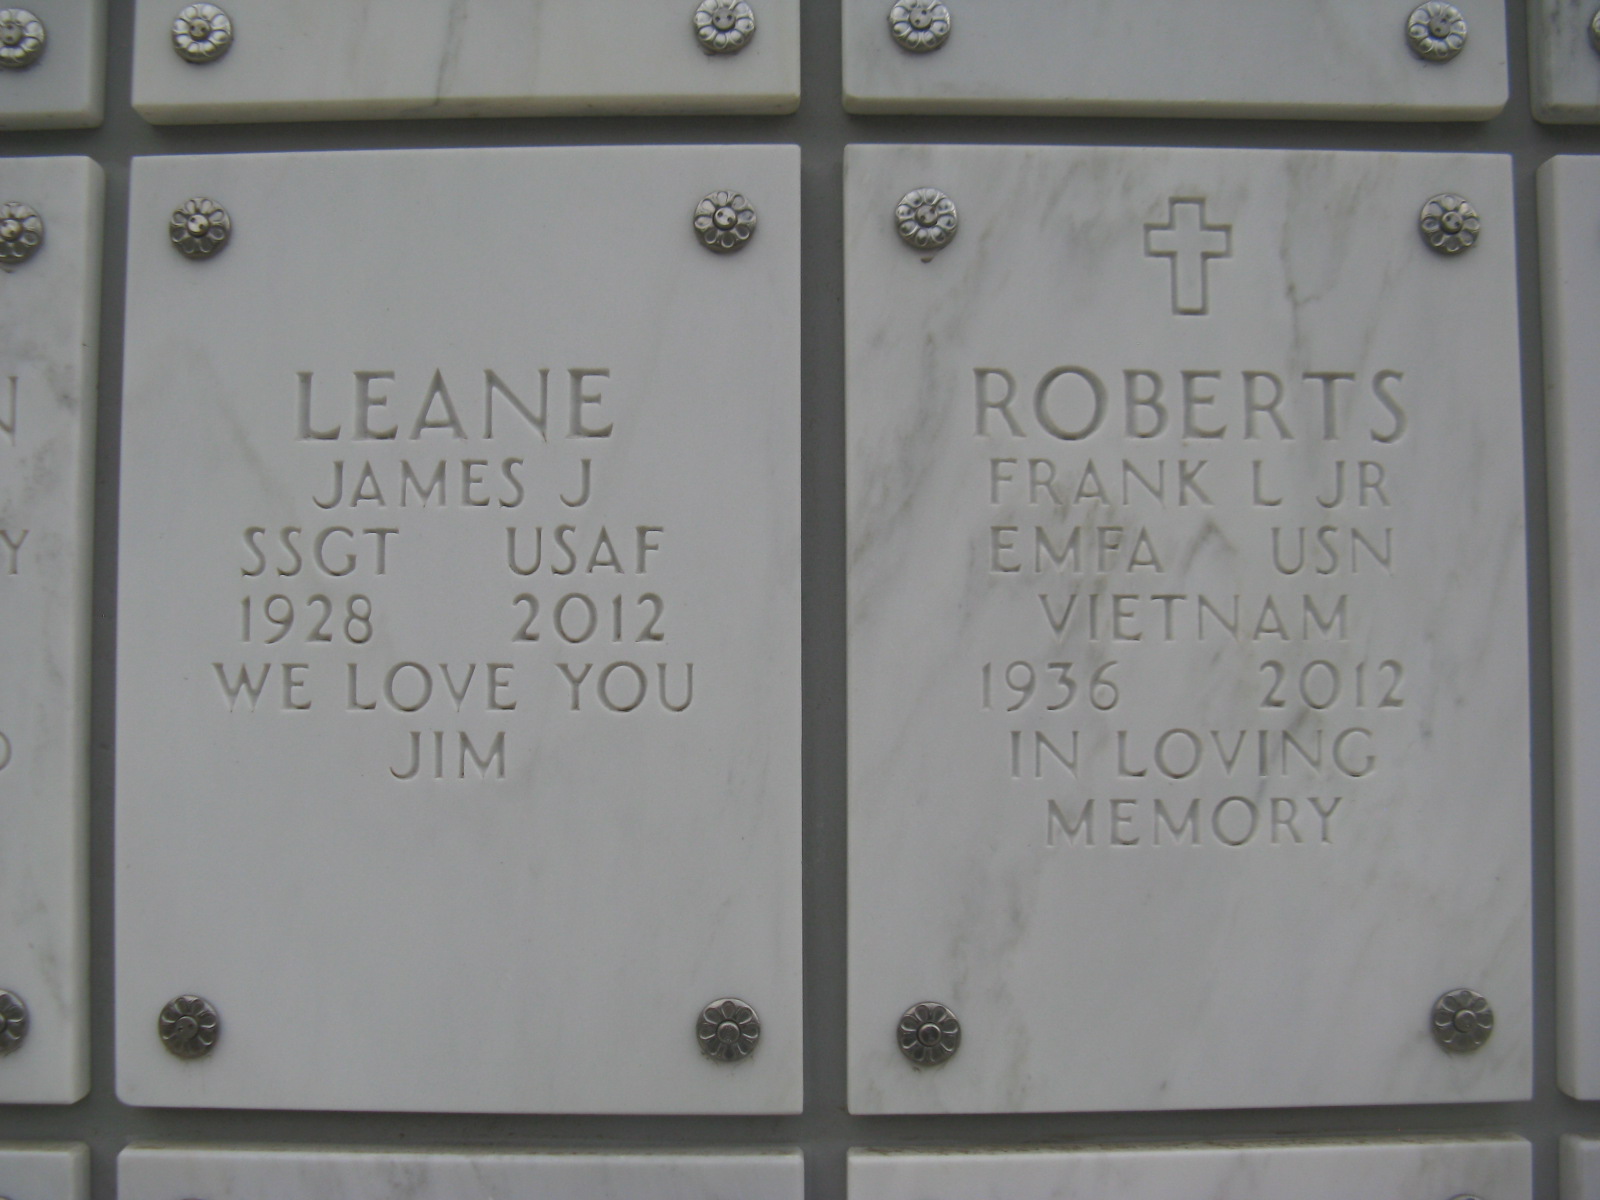 LEANE
JAMES J
SSGT USAF
1928 2012
WE LOVE YOU
JIM
ROBERTS
FRANK L JR
EMFA USN
VIETNAM
1936 2012
IN LOVING
MEMORY